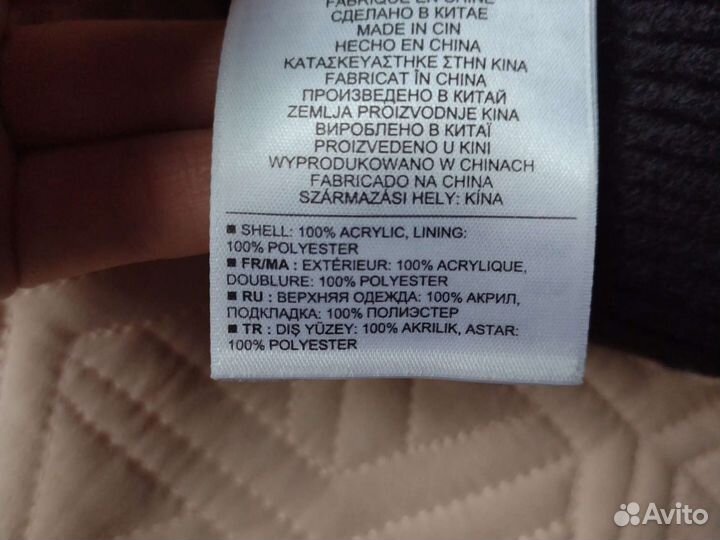 FABRIQUÉ EN CHINE
СДЕЛАНО В КИТАЕ
MADE IN CIN
HECHO EN CHINA
ΚΑΤΑΣΚΕΥΑΣΤΗΚΕ ΣΤΗΝ ΚΙΝΑ
FABRICAT ÎN CHINA
ПРОИЗВЕДЕНО В КИТАЙ
ZEMLJA PROIZVODNJE KINA
ВИРОБЛЕНО В КИТАЇ
PROIZVEDENO U KINI
WYPRODUKOWANO W CHINACH
FABRICADO NA CHINA
SZÁRMAZÁSI HELY: KÍNA
■ SHELL: 100% ACRYLIC, LINING:
100% POLYESTER
■ FR/MA : EXTÉRIEUR: 100% ACRYLIQUE,
DOUBLURE: 100% POLYESTER
■ RU : ВЕРХНЯЯ ОДЕЖДА: 100% АКРИЛ,
ПОДКЛАДКА: 100% ПОЛИЭСТЕР
■ TR : DIŞ YÜZEY: 100% AKRILIK, ASTAR:
100% POLYESTER
Avito